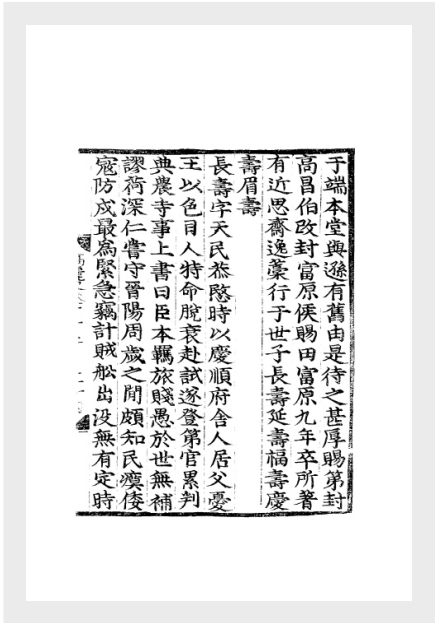 于端本堂與遜有舊由是待之甚厚賜第封
高昌伯改封富原侯賜田富原九年卒所著
有近思齋逸藁行于世子長壽延壽福壽慶
壽眉壽
長壽字天民恭愍時以慶順府舍人居父憂
王以色目人特命脫衰赴試遂登第官累判
典農寺事上書曰臣本羈旅賤愚於世無補
謬荷深仁嘗守晉陽周歲之閒頗知民瘼倭
寇防戍最爲緊急竊計賊舩出没無有定時